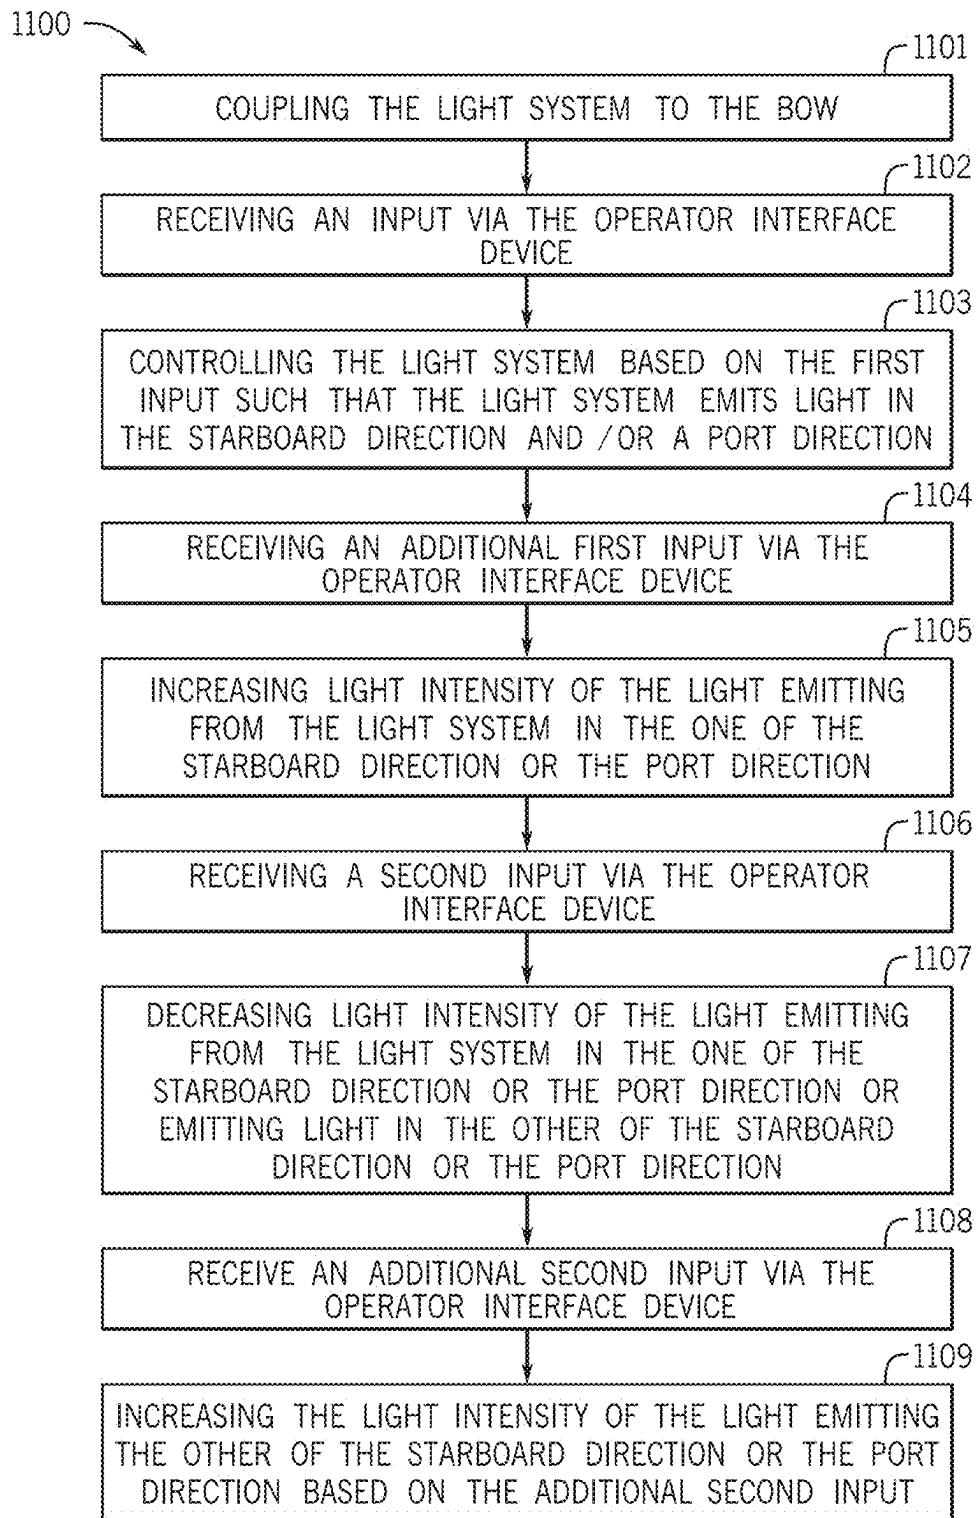 1100
1101
COUPLING THE LIGHT SYSTEM TO THE BOW
1102
RECEIVING AN INPUT VIA THE OPERATOR INTERFACE
DEVICE
1103
CONTROLLING THE LIGHT SYSTEM BASED ON THE FIRST
INPUT SUCH THAT THE LIGHT SYSTEM EMITS LIGHT IN
THE STARBOARD DIRECTION AND /OR A PORT DIRECTION
1104
RECEIVING AN ADDITIONAL FIRST INPUT VIA THE
OPERATOR INTERFACE DEVICE
1105
INCREASING LIGHT INTENSITY OF THE LIGHT EMITTING
FROM THE LIGHT SYSTEM IN THE ONE OF THE
STARBOARD DIRECTION OR THE PORT DIRECTION
1106
RECEIVING A SECOND INPUT VIA THE OPERATOR
INTERFACE DEVICE
1107
DECREASING LIGHT INTENSITY OF THE LIGHT EMITTING
FROM THE LIGHT SYSTEM IN THE ONE OF THE
STARBOARD DIRECTION OR THE PORT DIRECTION OR
EMITTING LIGHT IN THE OTHER OF THE STARBOARD
DIRECTION OR THE PORT DIRECTION
1108
RECEIVE AN ADDITIONAL SECOND INPUT VIA THE
OPERATOR INTERFACE DEVICE
1109
INCREASING THE LIGHT INTENSITY OF THE LIGHT EMITTING
THE OTHER OF THE STARBOARD DIRECTION OR THE PORT
DIRECTION BASED ON THE ADDITIONAL SECOND INPUT